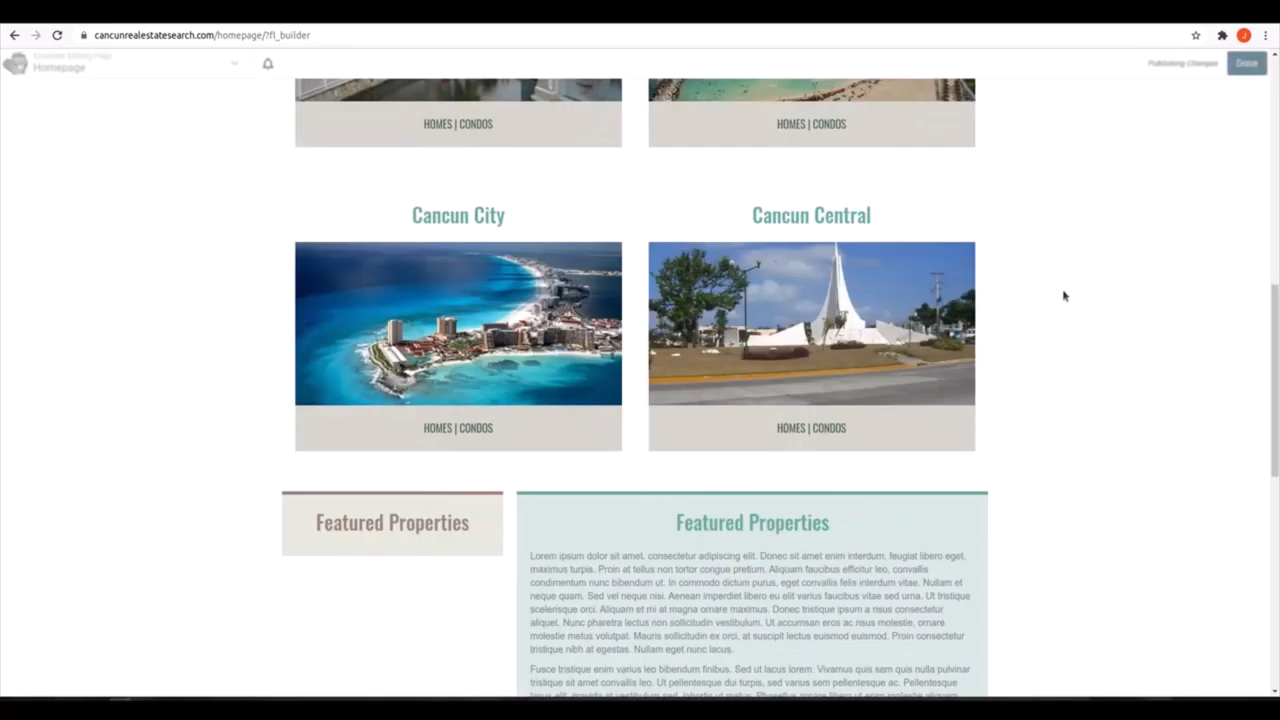 cancunrealestatesearch.com/homepage/?fl_builder
J
Currently Editing Page
Homepage
Publishing Changes
Done
HOMES | CONDOS
HOMES | CONDOS
Cancun City
Cancun Central
HOMES | CONDOS
HOMES | CONDOS
Featured Properties
Featured Properties
Lorem ipsum dolor sit amet, consectetur adipiscing elit. Donec sit amet enim interdum, feugiat libero eget,
maximus turpis. Proin at tellus non tortor congue pretium. Aliquam faucibus efficitur leo, convallis
condimentum nunc bibendum ut. In commodo dictum purus, eget convallis felis interdum vitae. Nullam et
neque quam. Sed vel neque nisi. Aenean imperdiet libero eu elit varius faucibus vitae sed urna. Ut tristique
scelerisque orci. Aliquam et mi at magna ornare maximus. Donec tristique ipsum a risus consectetur
aliquet. Nunc pharetra lectus non sollicitudin vestibulum. Ut accumsan eros ac risus molestie, ornare
molestie metus volutpat. Mauris sollicitudin ex orci, at suscipit lectus euismod euismod. Proin consectetur
tristique nibh at egestas. Nullam eget nunc lacus.
Fusce tristique enim varius leo bibendum finibus. Sed ut lacus lorem. Vivamus quis sem quis nulla pulvinar
tristique sit amet convallis leo. Ut pellentesque dui turpis, sed varius sem pellentesque ac. Pellentesque